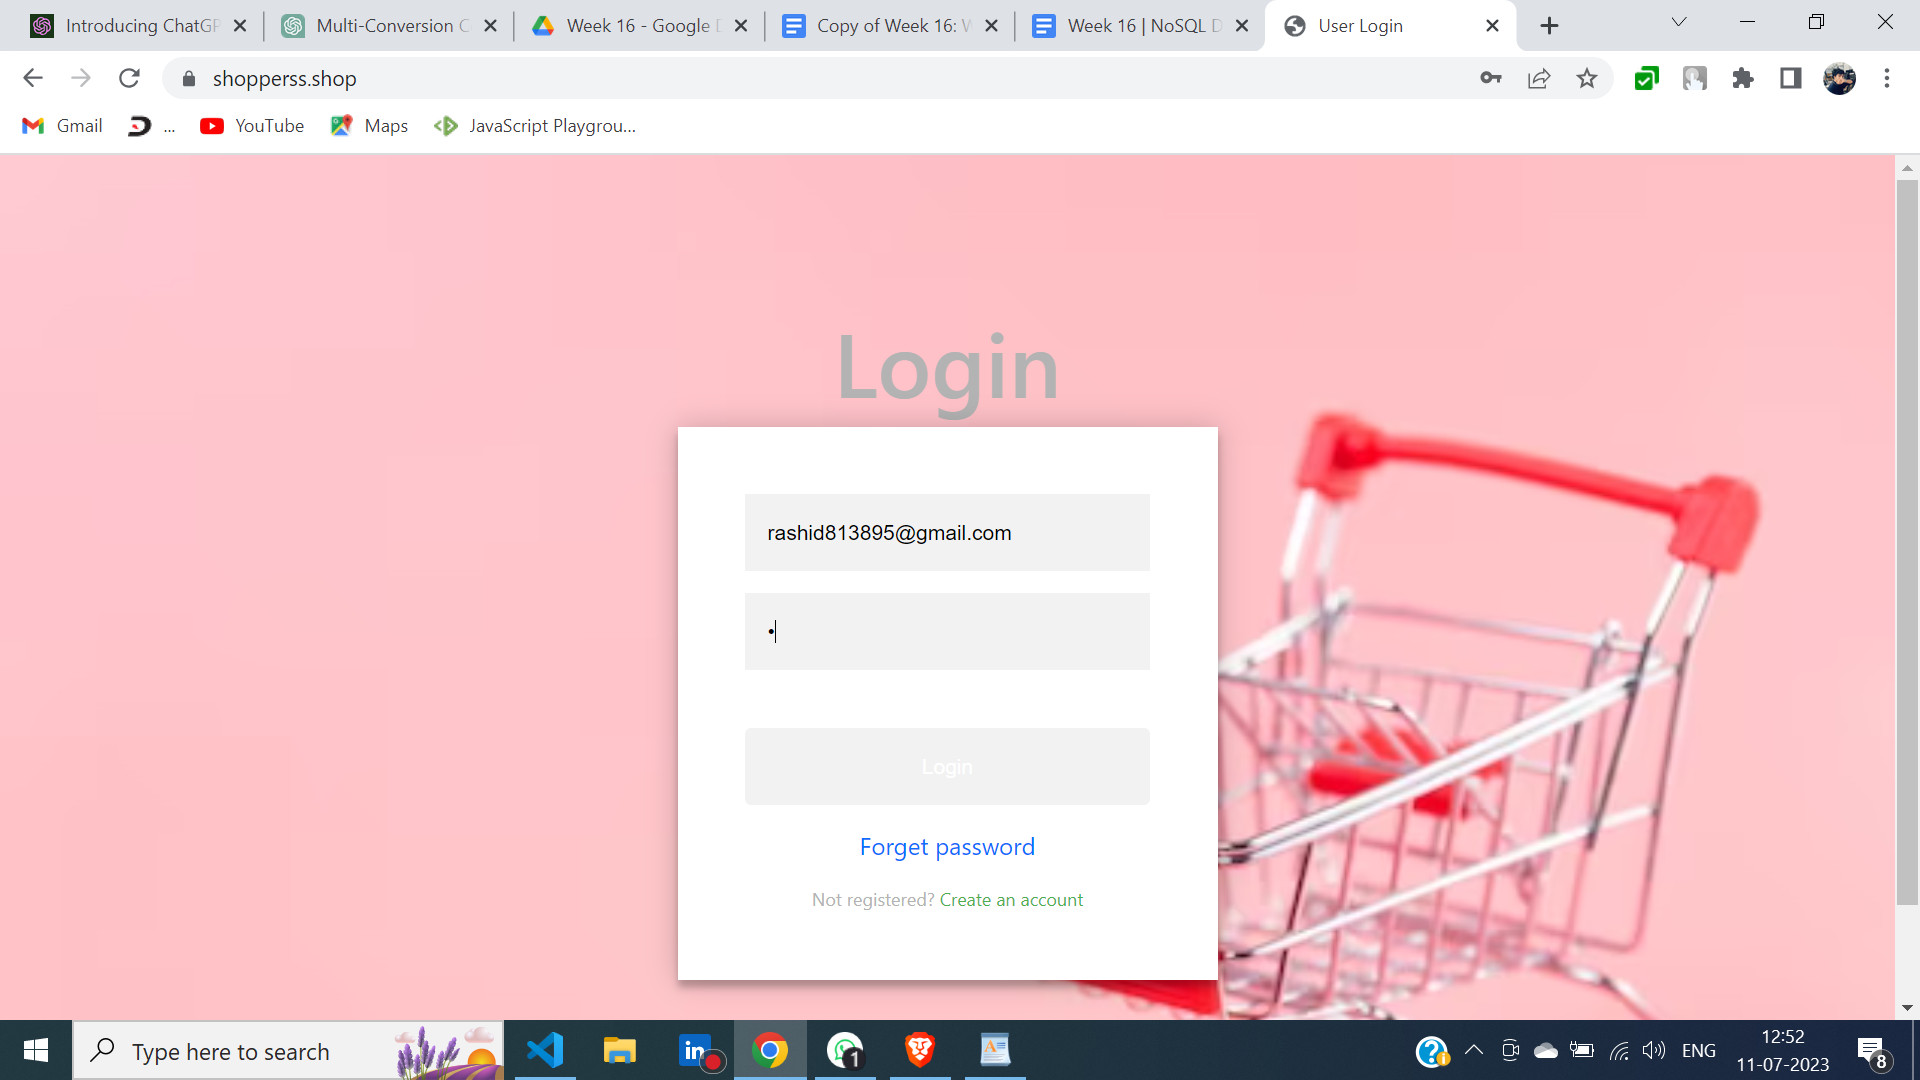 Introducing ChatGP
Multi-Conversion C
Week 16 - Google D
Copy of Week 16: W
Week 16 | NoSQL D
User Login
shopperss.shop
Gmail
...
YouTube
Maps
JavaScript Playgrou...
Login
rashid813895@gmail.com
•
Login
Forget password
Not registered? Create an account
Type here to search
in
1
ENG
12:52
11-07-2023
8